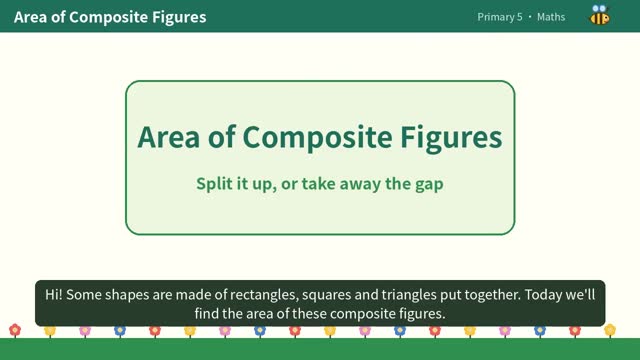 Area of Composite Figures
Primary 5 • Maths
Area of Composite Figures
Split it up, or take away the gap
Hi! Some shapes are made of rectangles, squares and triangles put together. Today we'll
find the area of these composite figures.